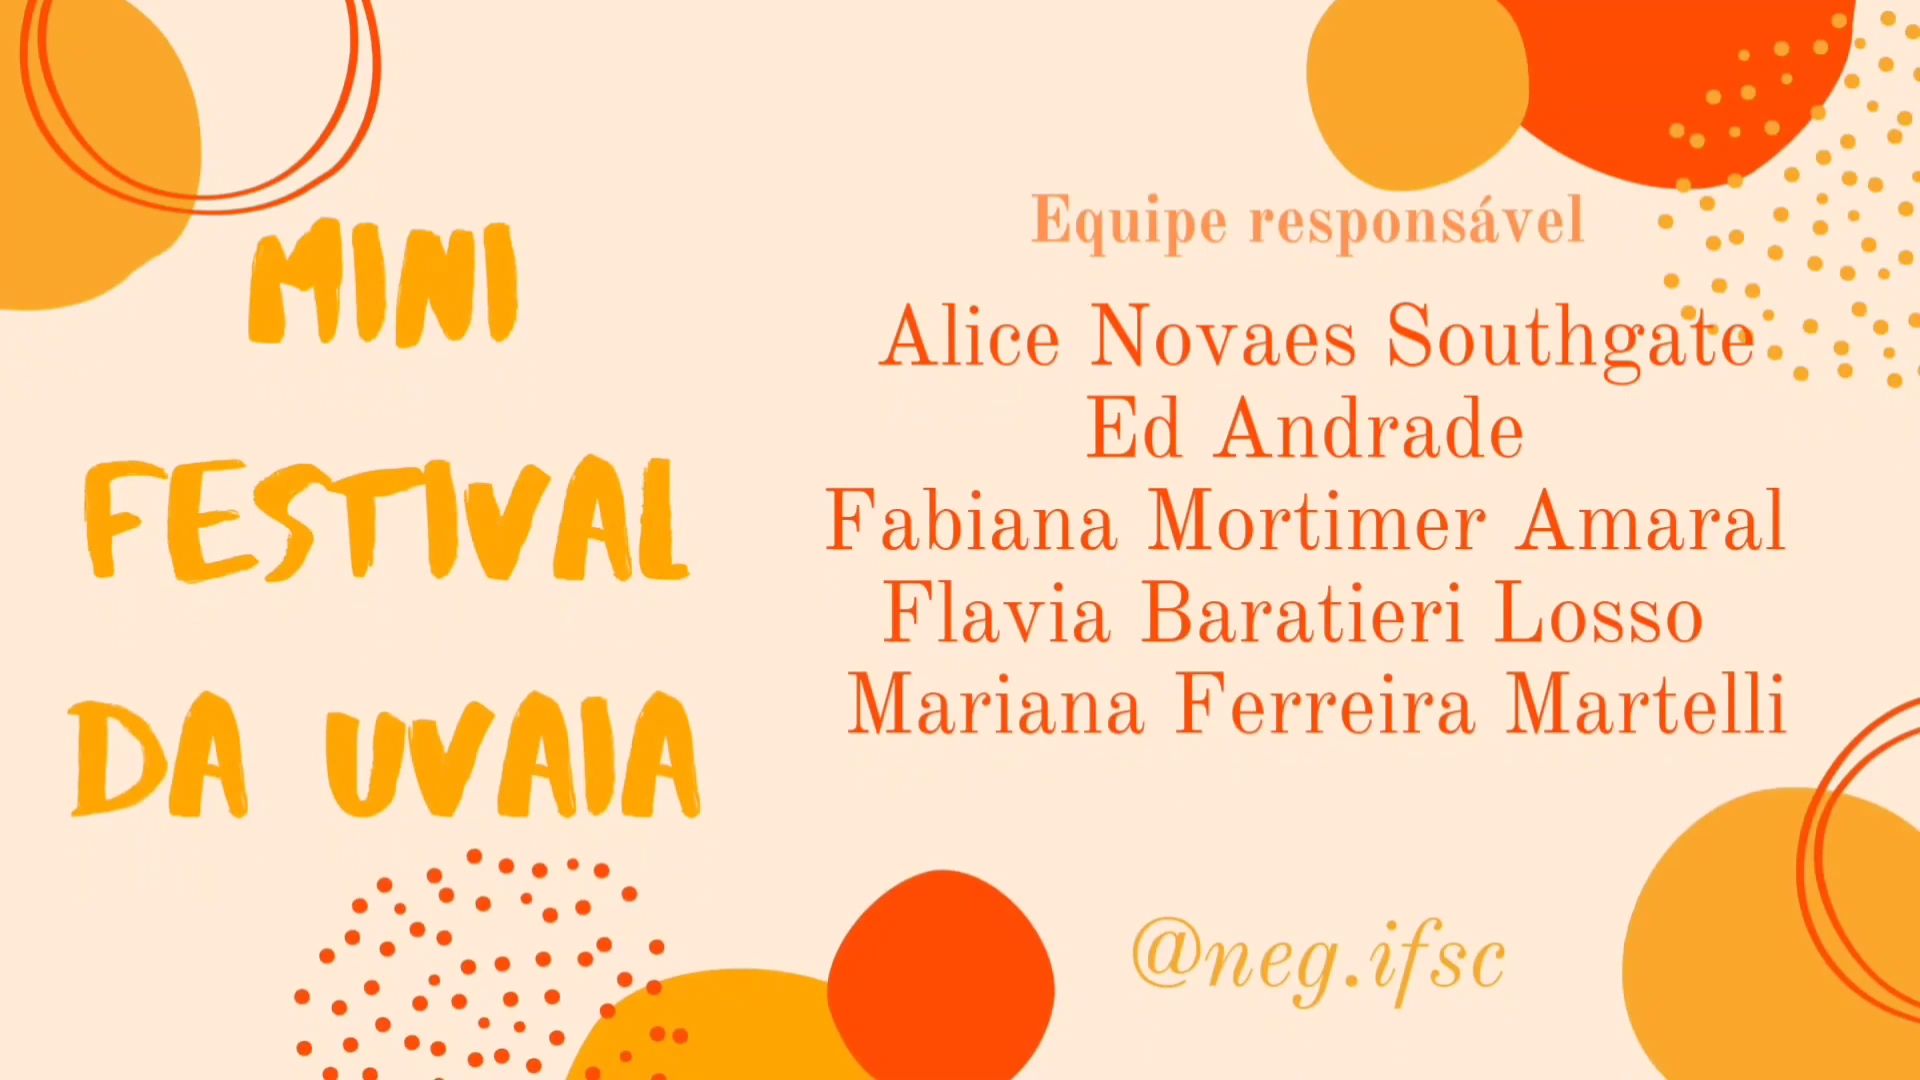 MINI
FESTIVAL
DA UVAIA
Equipe responsável
Alice Novaes Southgate
Ed Andrade
Fabiana Mortimer Amaral
Flavia Baratieri Losso
Mariana Ferreira Martelli
@neg.ifsc